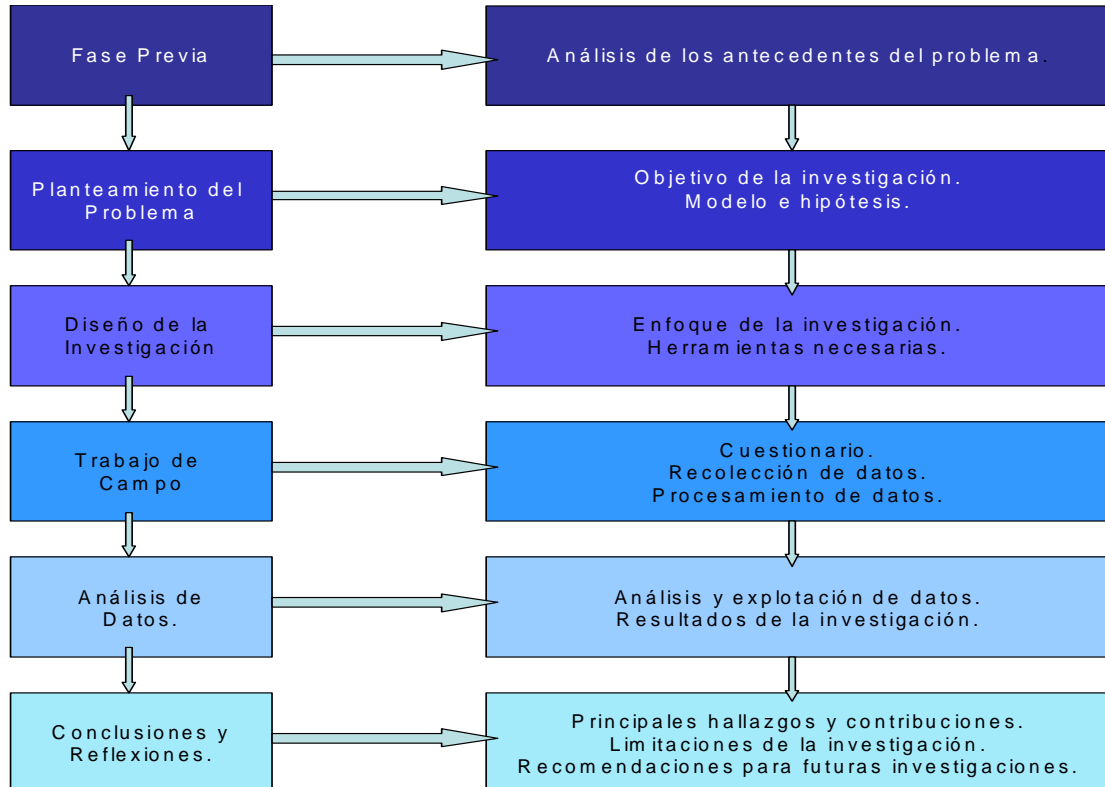 Fase Previa
Análisis de los antecedentes del problema.
Planteamiento del
Problema
Objetivo de la investigación.
Modelo e hipótesis.
Diseño de la
Investigación
Enfoque de la investigación.
Herramientas necesarias.
Trabajo de
Campo
Cuestionario.
Recolección de datos.
Procesamiento de datos.
Análisis de
Datos.
Análisis y explotación de datos.
Resultados de la investigación.
Conclusiones y
Reflexiones.
Principales hallazgos y contribuciones.
Limitaciones de la investigación.
Recomendaciones para futuras investigaciones.